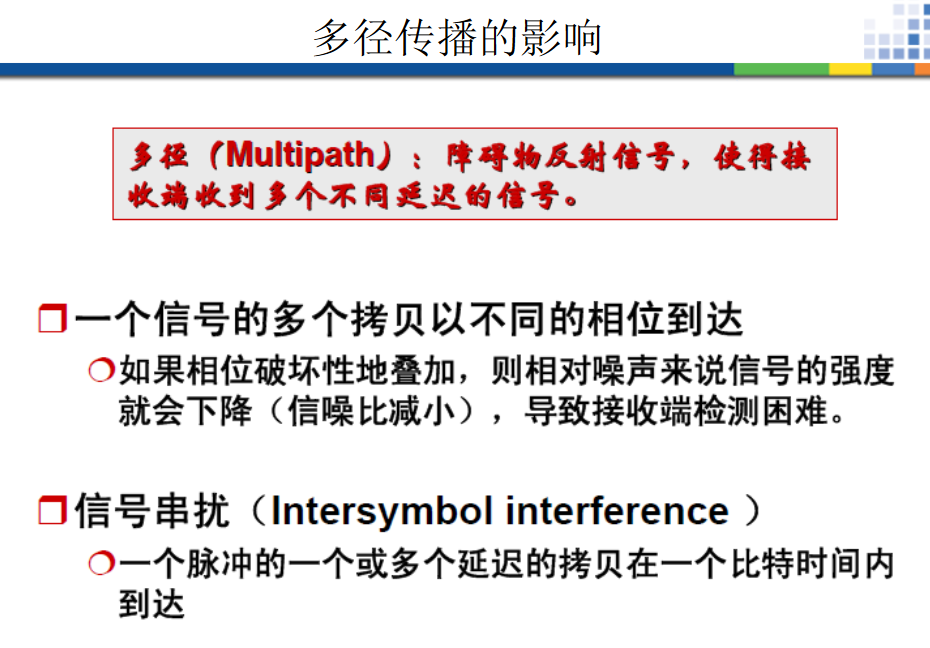 多径传播的影响
多径（Multipath）：障碍物反射信号，使得接
收端收到多个不同延迟的信号。
一个信号的多个拷贝以不同的相位到达
如果相位破坏性地叠加，则相对噪声来说信号的强度
就会下降（信噪比减小），导致接收端检测困难。
信号串扰（Intersymbol interference ）
一个脉冲的一个或多个延迟的拷贝在一个比特时间内
到达